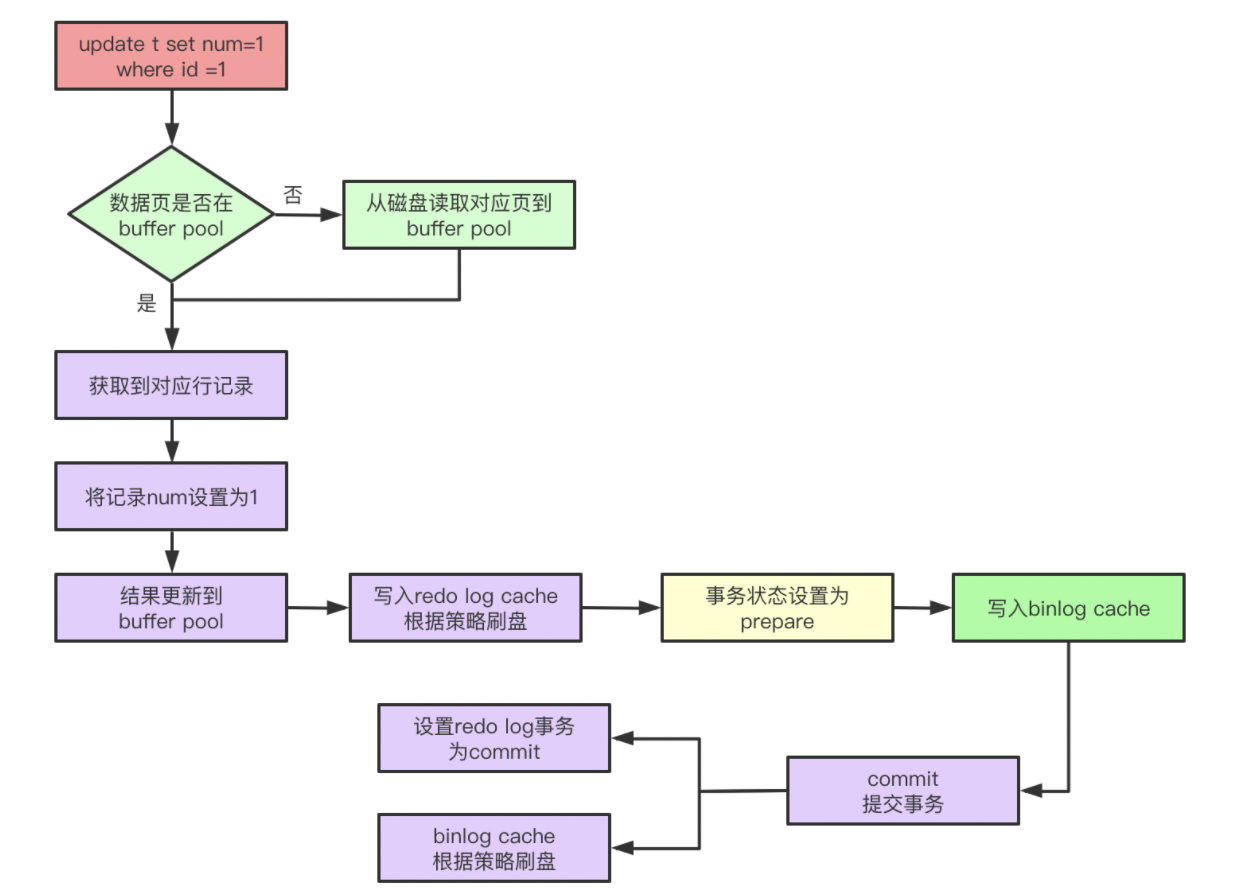 update t set num=1
where id =1
数据页是否在
buffer pool
否
从磁盘读取对应页到
buffer pool
是
获取到对应行记录
将记录num设置为1
结果更新到
buffer pool
写入redo log cache
根据策略刷盘
事务状态设置为
prepare
写入binlog cache
设置redo log事务
为commit
commit
提交事务
binlog cache
根据策略刷盘